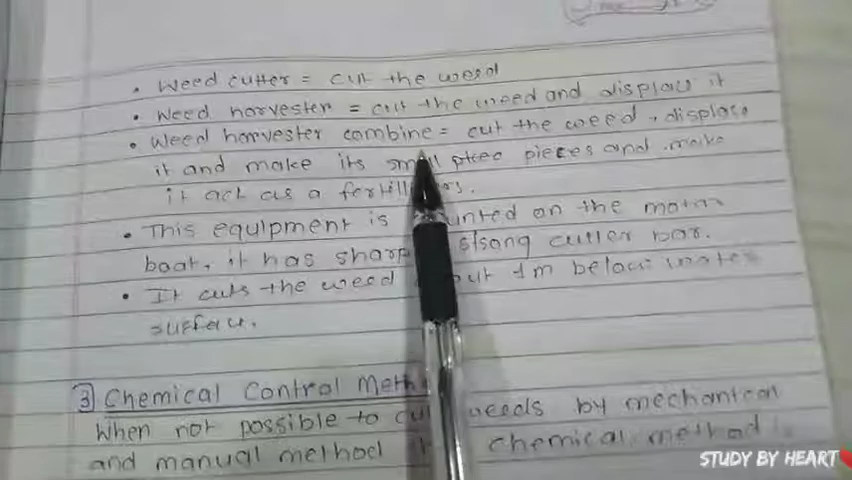 • Weed cutter = cut the weed
• Weed harvester = cut the weed and display it
• Weed harvester combine = cut the weed, displace
it and make its small pieces and make
it act as a
• This equipment is mounted on the motor
boat, it has sharp strong cutter bar.
• It cuts the weed about 1m below water
surface.
3 Chemical Control
When not possible to cut weeds by mechanical
and manual method chemical method
STUDY BY HEART